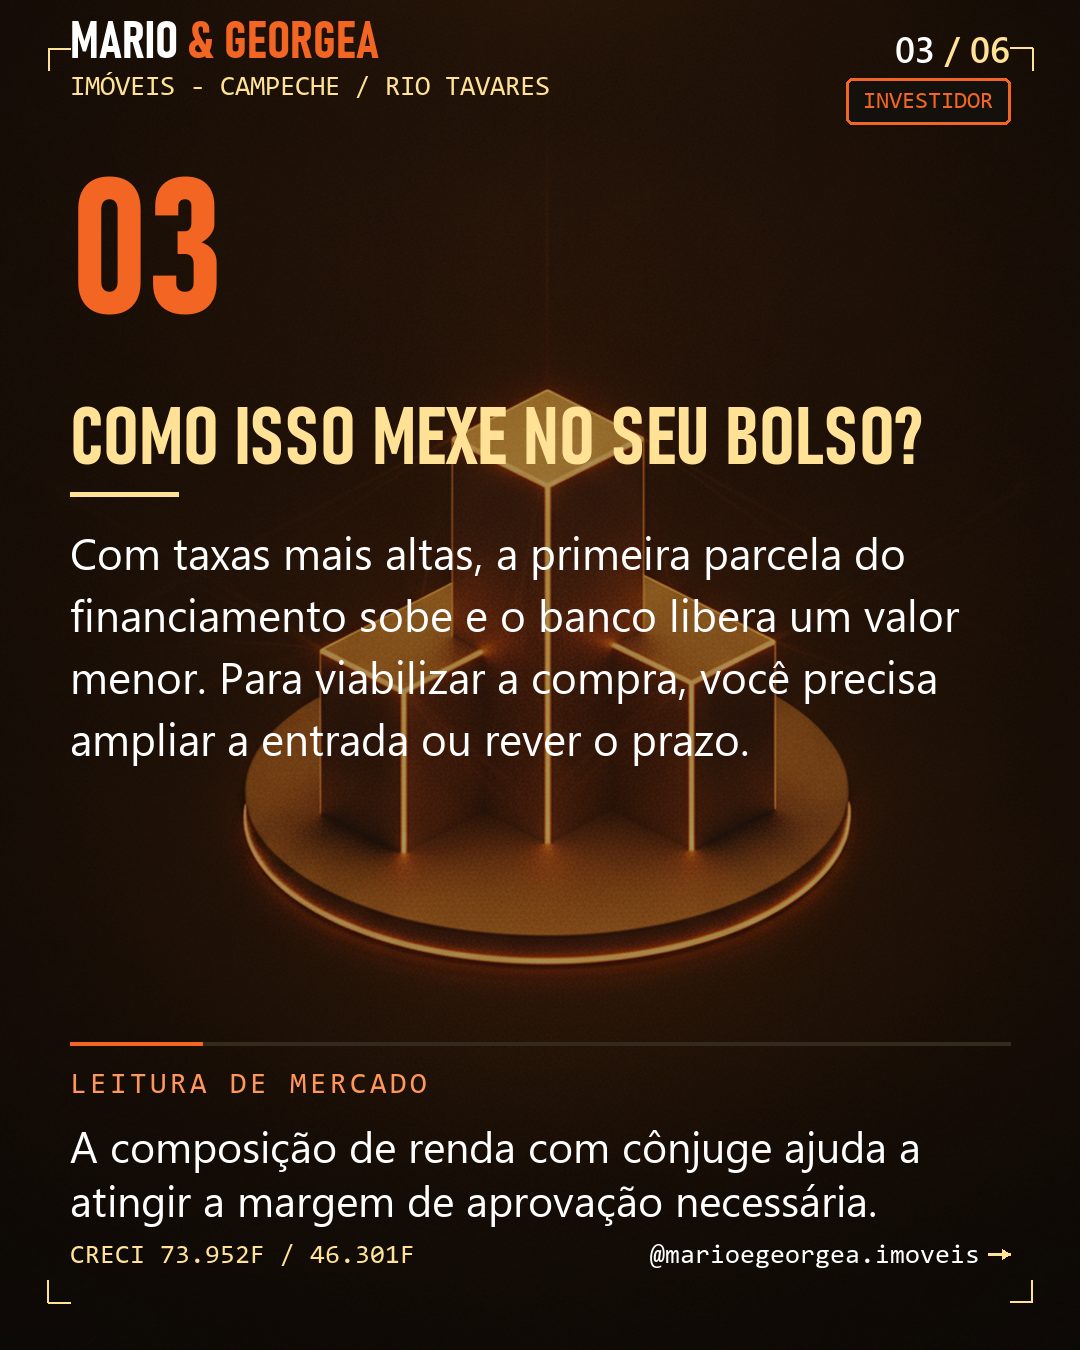 MARIO & GEORGEA
IMÓVEIS - CAMPECHE / RIO TAVARES
03 / 06
INVESTIDOR
03
COMO ISSO MEXE NO SEU BOLSO?
Com taxas mais altas, a primeira parcela do
financiamento sobe e o banco libera um valor
menor. Para viabilizar a compra, você precisa
ampliar a entrada ou rever o prazo.
LEITURA DE MERCADO
A composição de renda com cônjuge ajuda a
atingir a margem de aprovação necessária.
CRECI 73.952F / 46.301F
@marioegeorgea.imoveis →